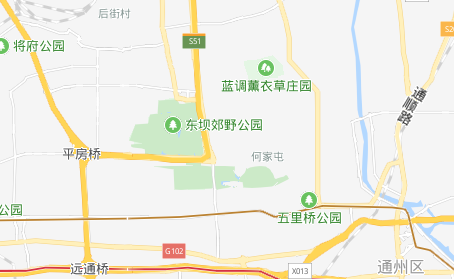 后街村
S51
S2
将府公园
蓝调薰衣草庄园
通顺路
东坝郊野公园
平房桥
何家屯
公园
五里桥公园
G102
远通桥
X013
通州区